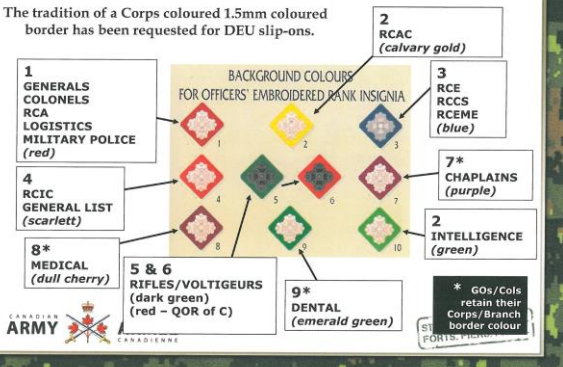 The tradition of a Corps coloured 1.5mm coloured
border has been requested for DEU slip-ons.
2
RCAC
(calvary gold)
1
GENERALS
COLONELS
RCA
LOGISTICS
MILITARY POLICE
(red)
BACKGROUND COLOURS
FOR OFFICERS' EMBROIDERED RANK INSIGNIA
3
RCE
RCCS
RCEME
(blue)
1
2
3
4
RCIC
GENERAL LIST
(scarlett)
4
5
6
7
7*
CHAPLAINS
(purple)
8
9
10
2
INTELLIGENCE
(green)
8*
MEDICAL
(dull cherry)
5 & 6
RIFLES/VOLTIGEURS
(dark green)
(red – QOR of C)
9*
DENTAL
(emerald green)
* GOs/Cols
retain their
Corps/Branch
border colour
CANADIAN
ARMY
CANADIENNE